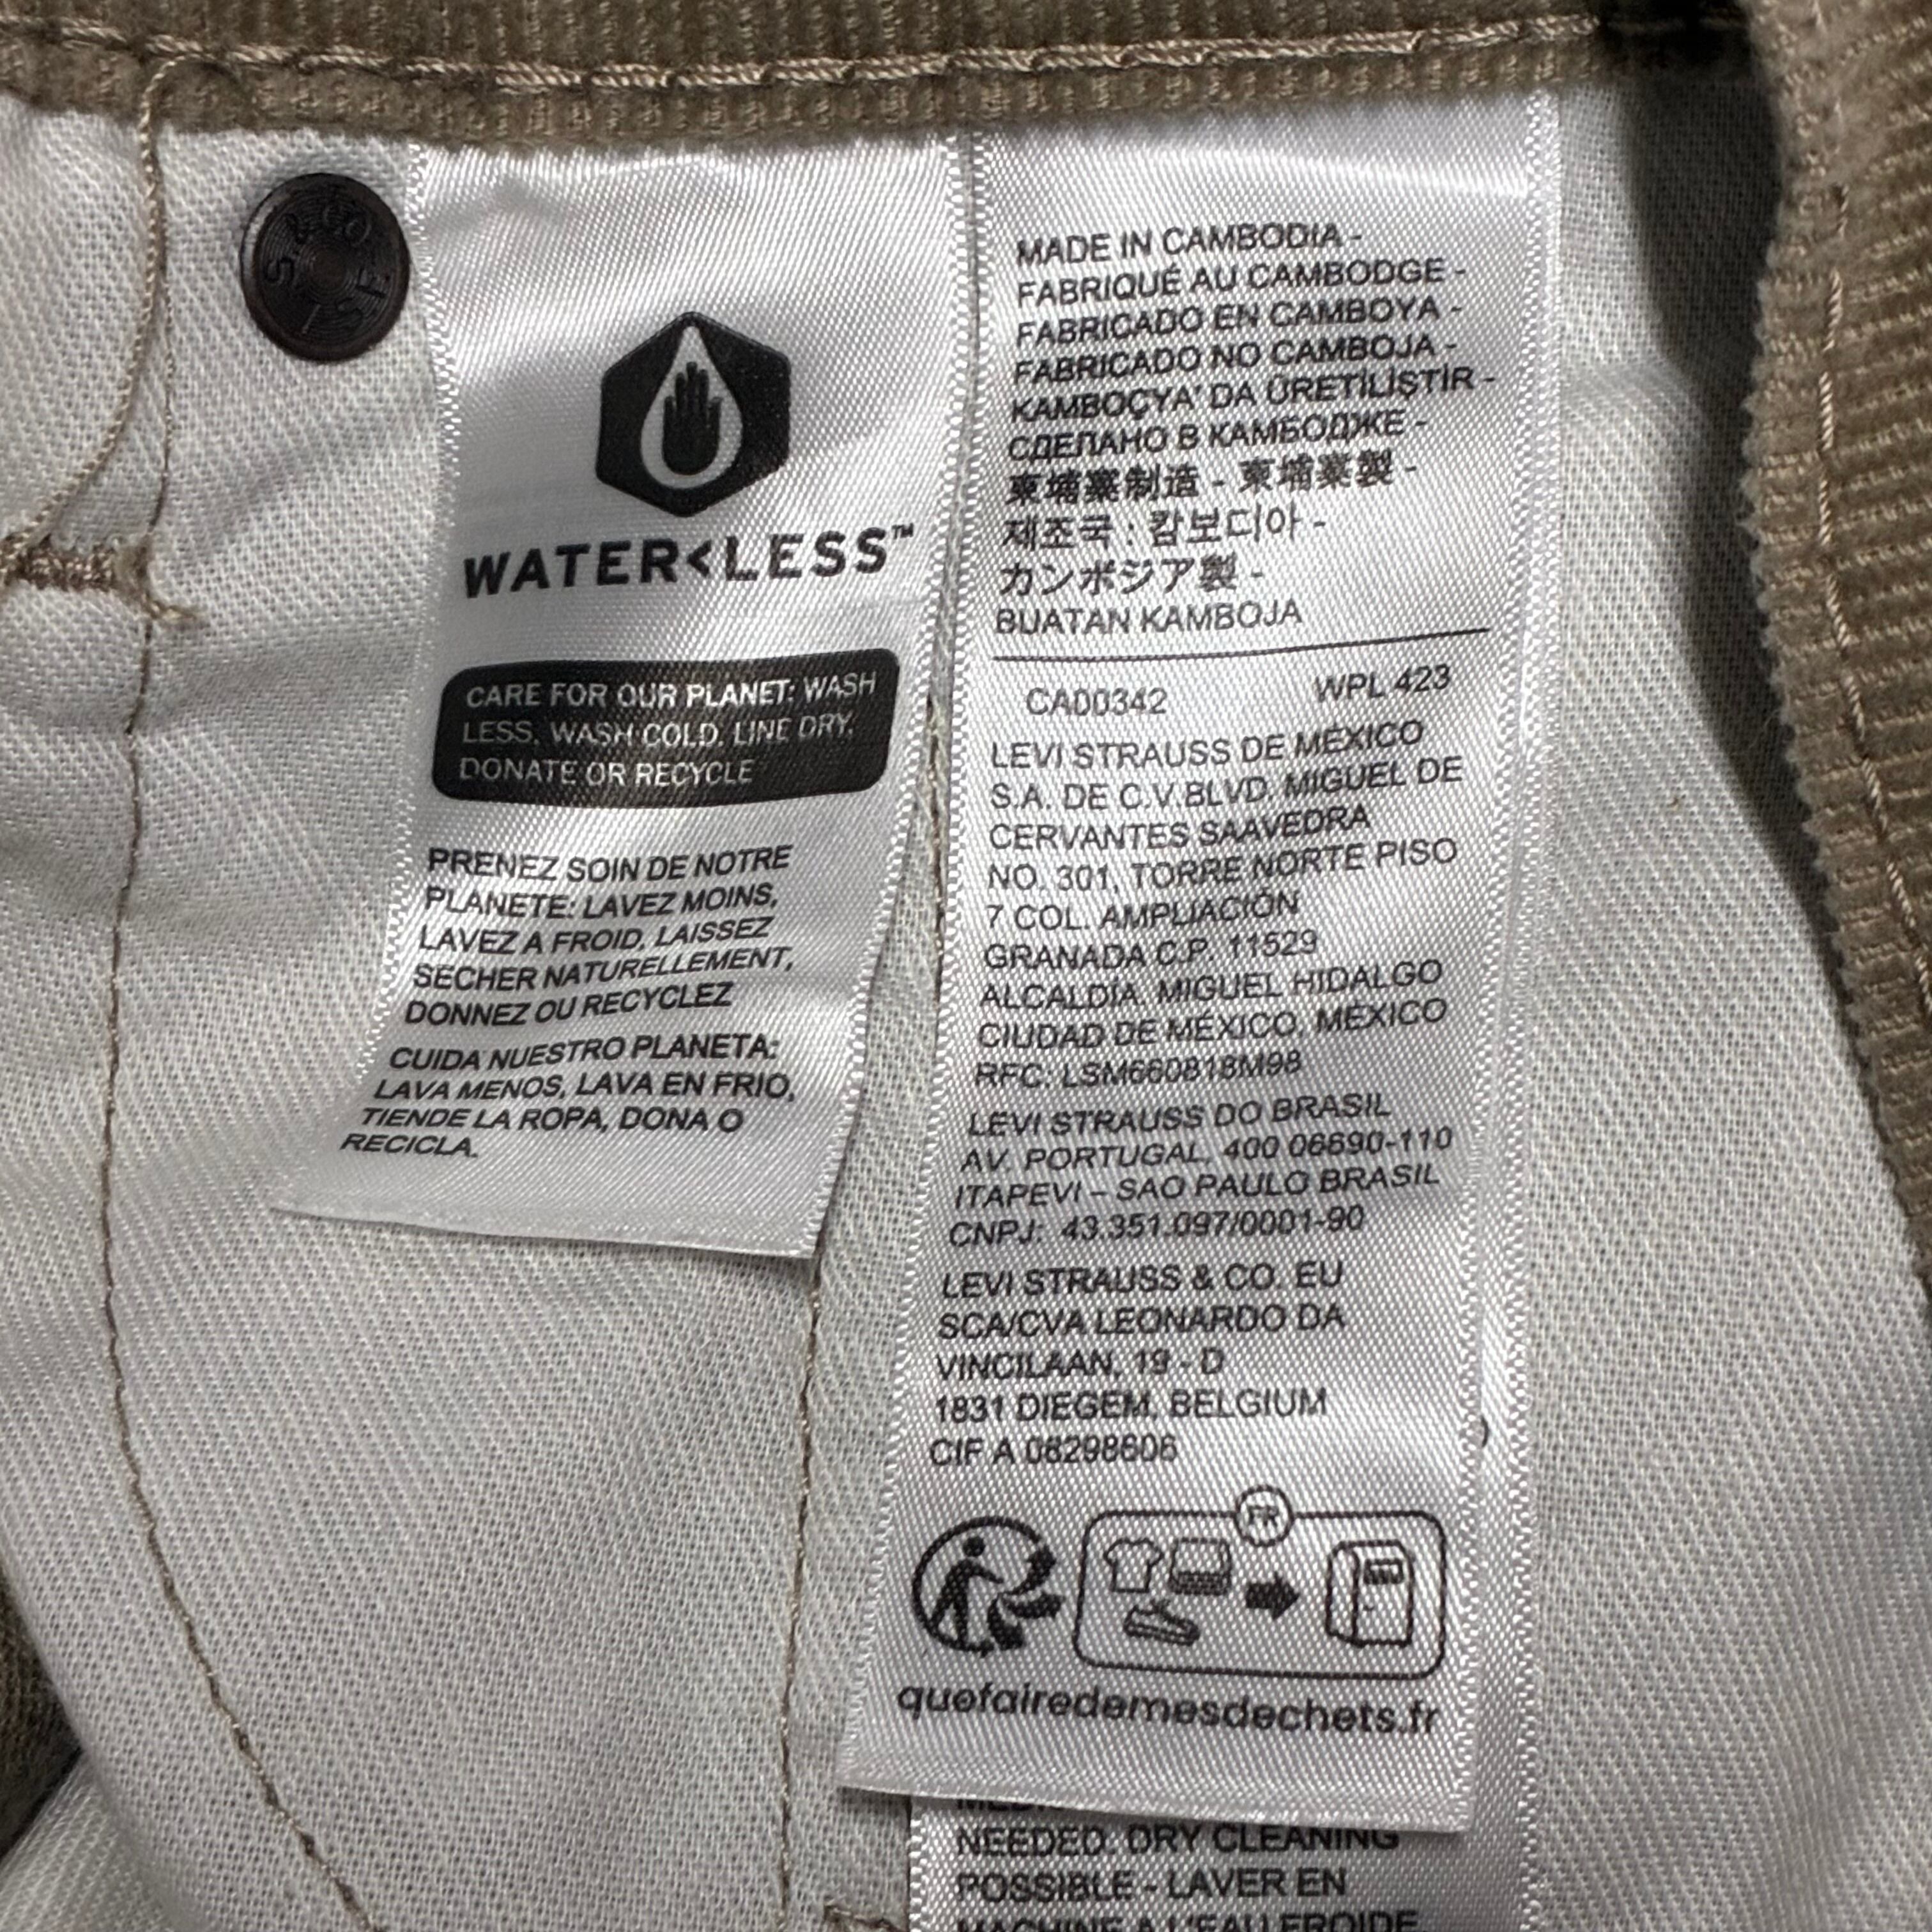 WATER<LESS™
CARE FOR OUR PLANET: WASH
LESS, WASH COLD, LINE DRY,
DONATE OR RECYCLE
PRENEZ SOIN DE NOTRE
PLANETE: LAVEZ MOINS,
LAVEZ A FROID, LAISSEZ
SECHER NATURELLEMENT,
DONNEZ OU RECYCLEZ
CUIDA NUESTRO PLANETA:
LAVA MENOS, LAVA EN FRIO,
TIENDE LA ROPA, DONA O
RECICLA.
MADE IN CAMBODIA -
FABRIQUÉ AU CAMBODGE -
FABRICADO EN CAMBOYA -
FABRICADO NO CAMBOJA -
KAMBOÇYA' DA ÜRETİLİŞTİR -
СДЕЛАНО В КАМБОДЖЕ -
柬埔寨制造 - 柬埔寨製 -
제조국 : 캄보디아 -
カンボジア製 -
BUATAN KAMBOJA
CA00342 WPL 423
LEVI STRAUSS DE MÉXICO
S.A. DE C.V.BLVD. MIGUEL DE
CERVANTES SAAVEDRA
NO. 301, TORRE NORTE PISO
7 COL. AMPLIACIÓN
GRANADA C.P. 11529
ALCALDÍA. MIGUEL HIDALGO
CIUDAD DE MÉXICO, MÉXICO
RFC: LSM660818M98
LEVI STRAUSS DO BRASIL
AV. PORTUGAL, 400 06690-110
ITAPEVI – SAO PAULO BRASIL
CNPJ: 43.351.097/0001-90
LEVI STRAUSS & CO. EU
SCA/CVA LEONARDO DA
VINCILAAN, 19 - D
1831 DIEGEM, BELGIUM
CIF A 08298606
FR
quefairedemesdechets.fr
NEEDED. DRY CLEANING
POSSIBLE - LAVER EN
MACHINE A L'EAU FROIDE